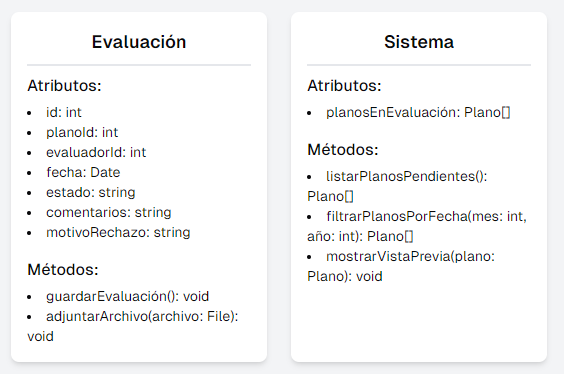 Evaluación
Atributos:
id: int
planoId: int
evaluadorId: int
fecha: Date
estado: string
comentarios: string
motivoRechazo: string
Métodos:
guardarEvaluación(): void
adjuntarArchivo(archivo: File):
void
Sistema
Atributos:
planosEnEvaluación: Plano[]
Métodos:
listarPlanosPendientes():
Plano[]
filtrarPlanosPorFecha(mes: int,
año: int): Plano[]
mostrarVistaPrevia(plano:
Plano): void